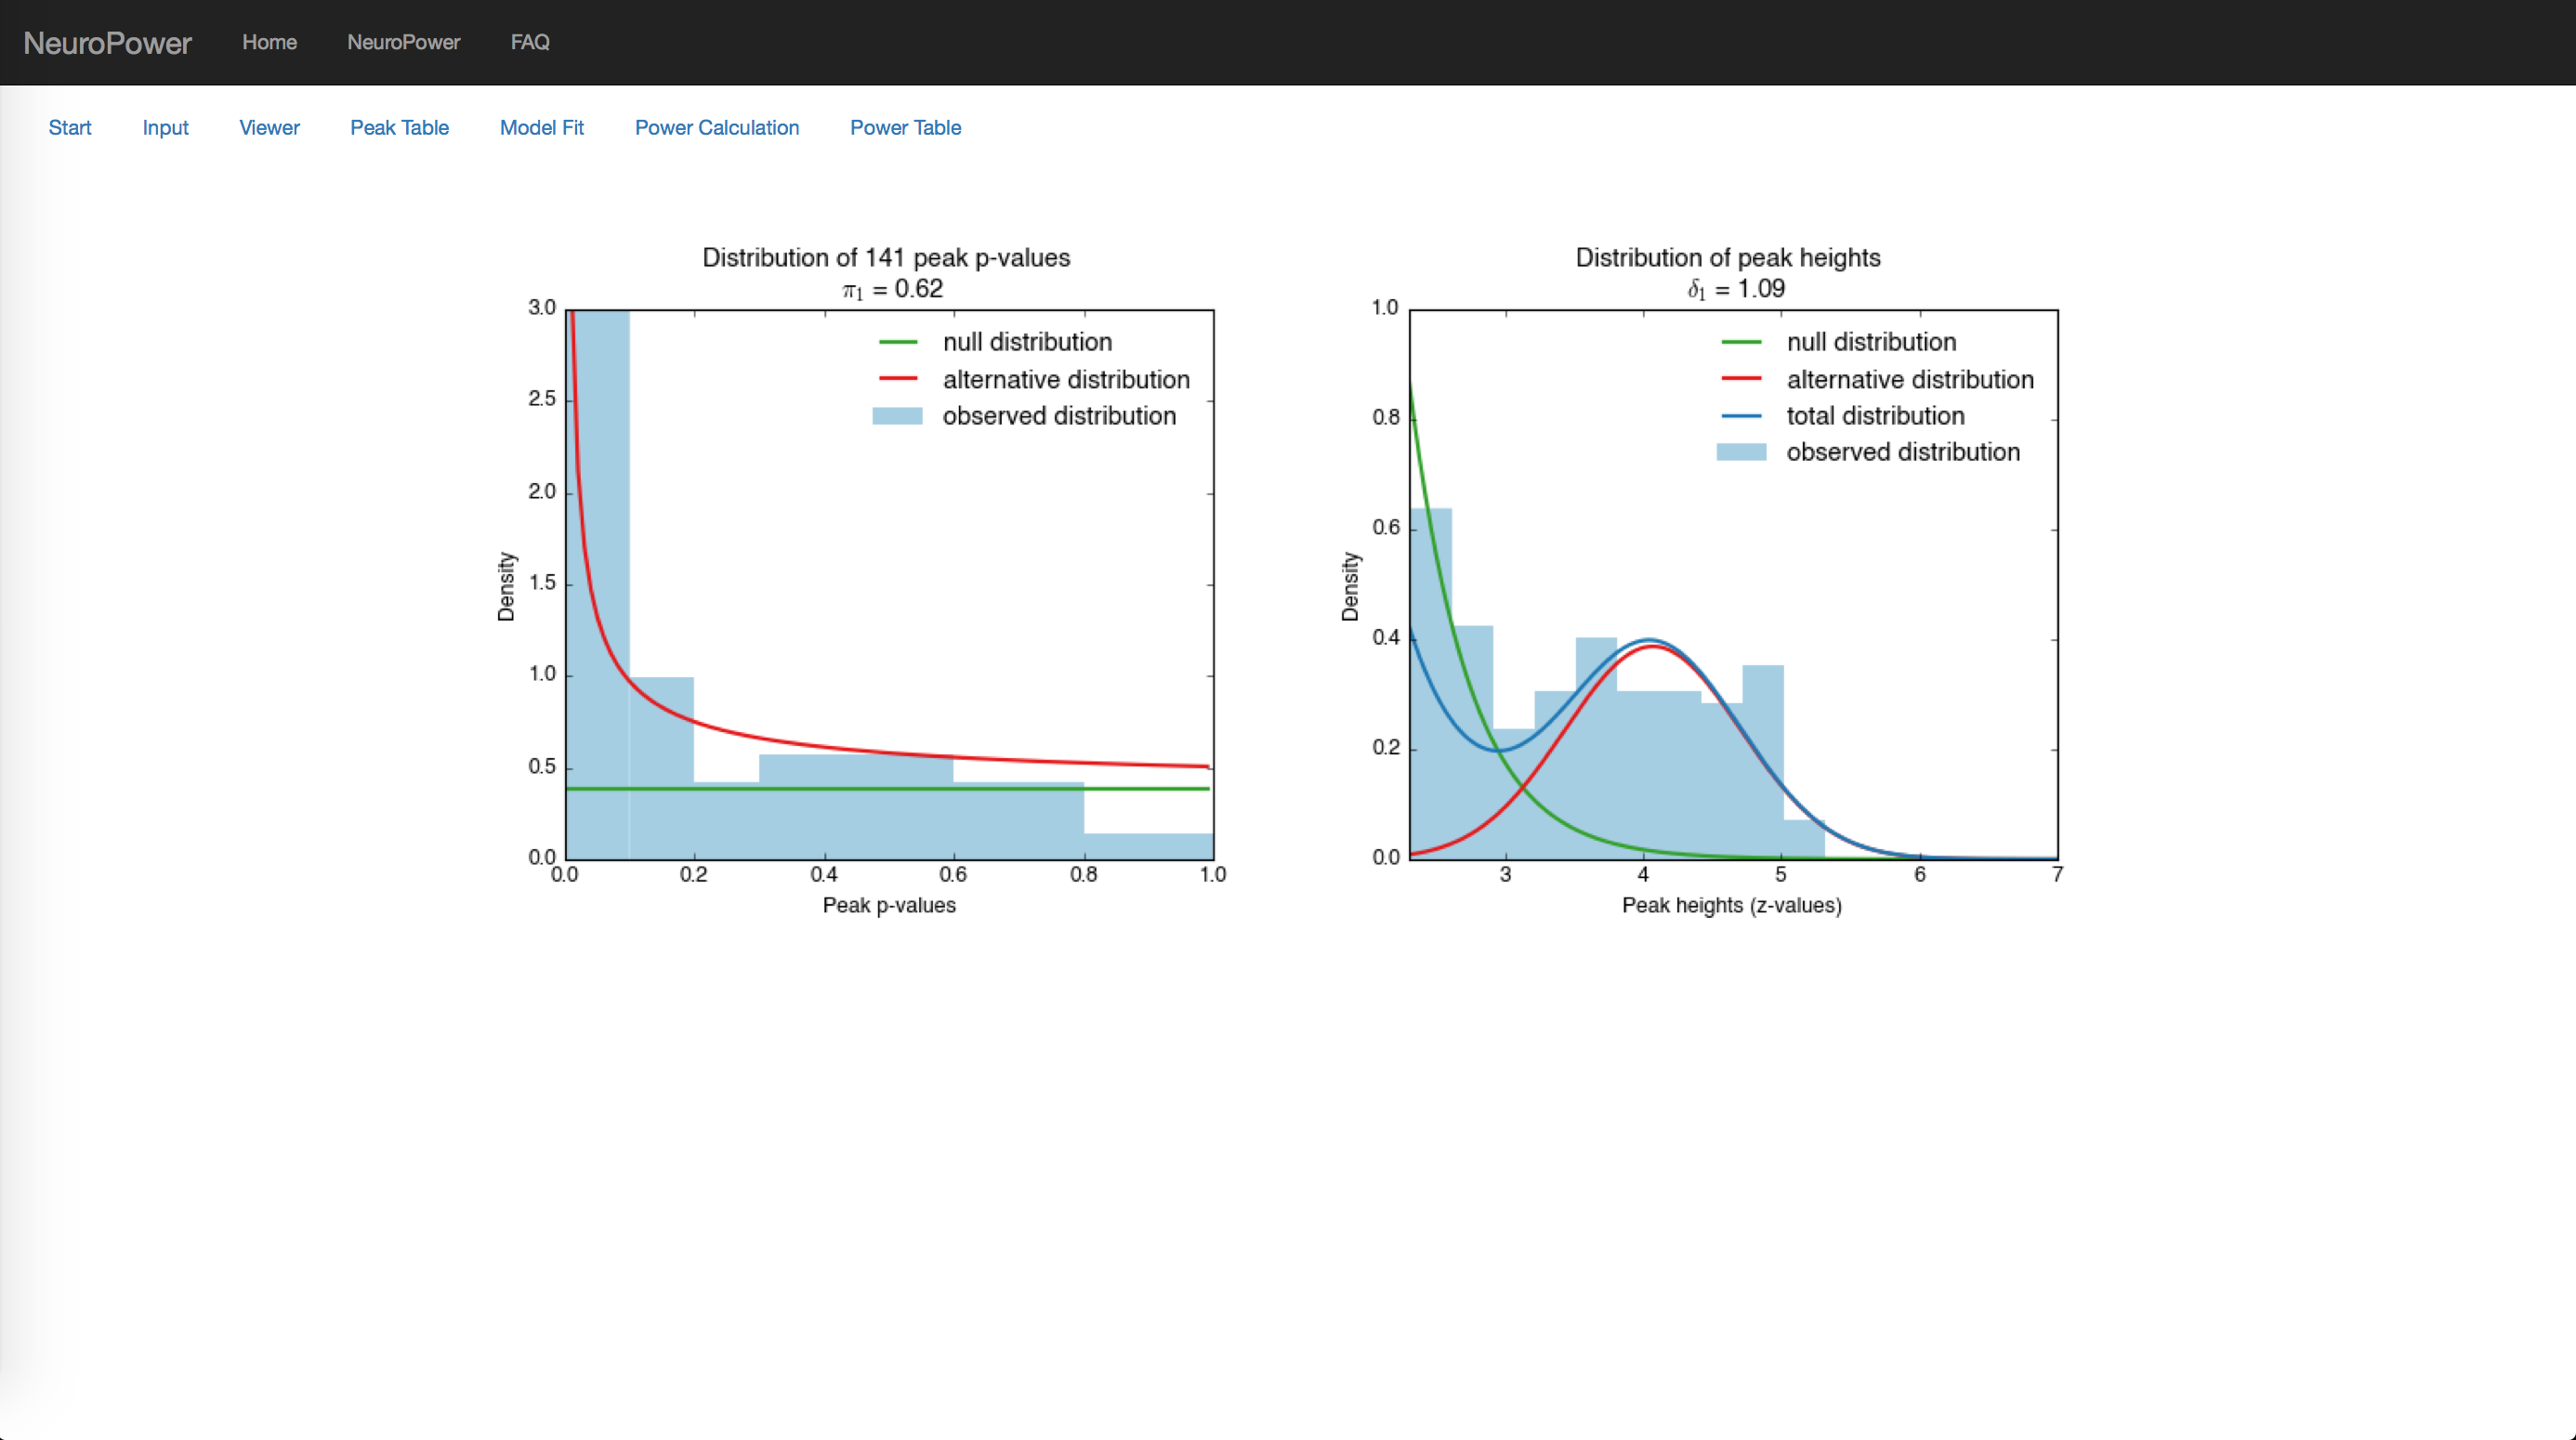 NeuroPower Home NeuroPower FAQ
Start Input Viewer Peak Table Model Fit Power Calculation Power Table
Distribution of 141 peak p-values
π₁ = 0.62
3.0
2.5
2.0
1.5
1.0
0.5
0.0
Density
null distribution
alternative distribution
observed distribution
0.0 0.2 0.4 0.6 0.8 1.0
Peak p-values
Distribution of peak heights
δ₁ = 1.09
1.0
0.8
0.6
0.4
0.2
0.0
Density
null distribution
alternative distribution
total distribution
observed distribution
3 4 5 6 7
Peak heights (z-values)